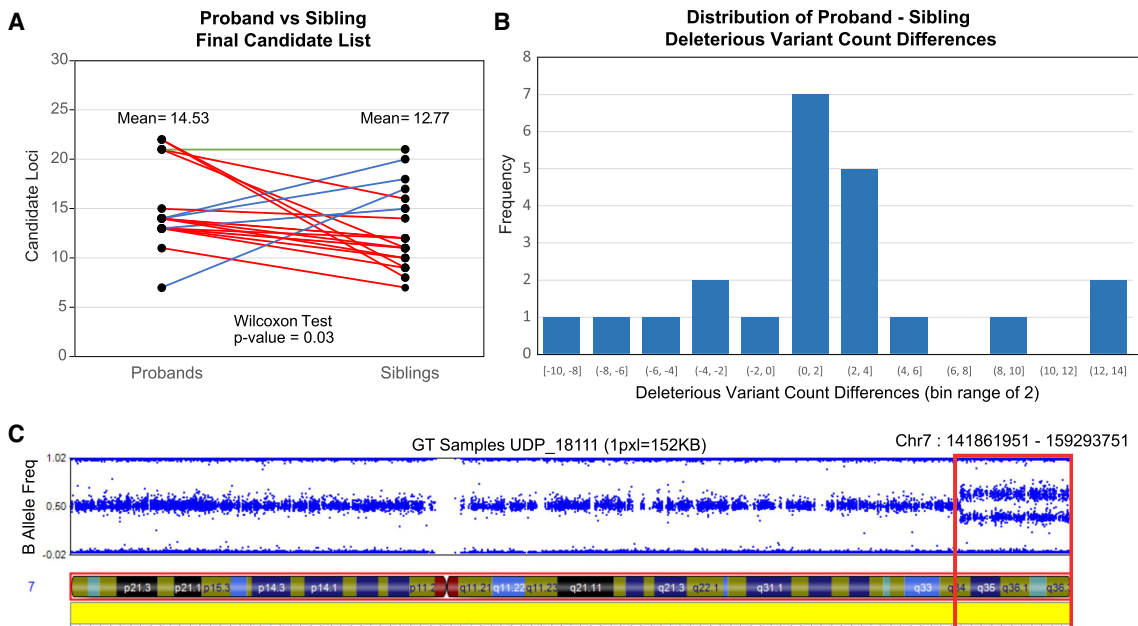 A
Proband vs Sibling
Final Candidate List
30
25
20
15
10
5
0
Candidate Loci
Mean= 14.53
Mean= 12.77
Wilcoxon Test
p-value = 0.03
Probands
Siblings
B
Distribution of Proband - Sibling
Deleterious Variant Count Differences
8
7
6
5
4
3
2
1
0
Frequency
[-10, -8] (-8, -6] (-6, -4] (-4, -2] (-2, 0] (0, 2] (2, 4] (4, 6] (6, 8] (8, 10] (10, 12] (12, 14]
Deleterious Variant Count Differences (bin range of 2)
C
GT Samples UDP_18111 (1pxl=152KB)
Chr7 : 141861951 - 159293751
B Allele Freq
1.02
0.50
-0.02
7
p21.3 p21.1 p15.3 p14.3 p14.1 p11.2 q11.21 q11.22 q11.23 q21.11 q21.3 q22.1 q31.1 q33 q34 q35 q36.1 q36.